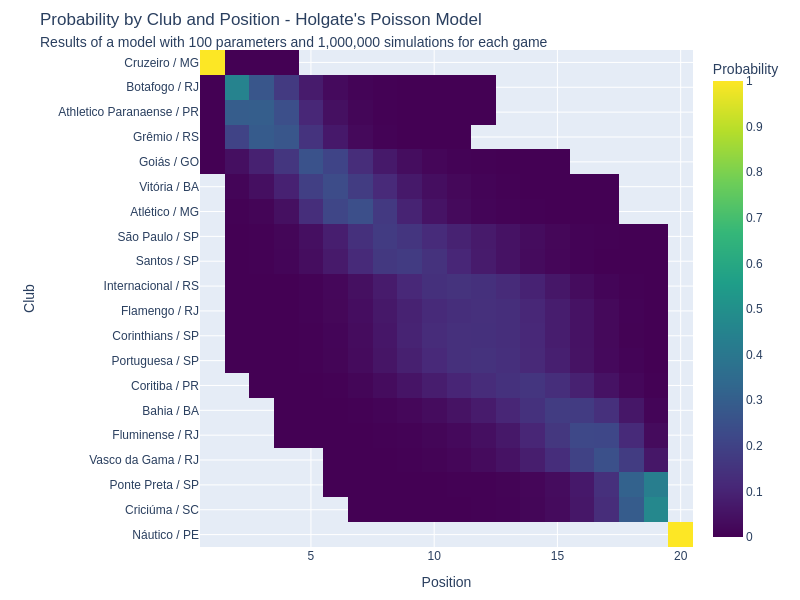 Probability by Club and Position - Holgate's Poisson Model
Results of a model with 100 parameters and 1,000,000 simulations for each game
Probability
Club
Cruzeiro / MG
Botafogo / RJ
Athletico Paranaense / PR
Grêmio / RS
Goiás / GO
Vitória / BA
Atlético / MG
São Paulo / SP
Santos / SP
Internacional / RS
Flamengo / RJ
Corinthians / SP
Portuguesa / SP
Coritiba / PR
Bahia / BA
Fluminense / RJ
Vasco da Gama / RJ
Ponte Preta / SP
Criciúma / SC
Náutico / PE
1
0.9
0.8
0.7
0.6
0.5
0.4
0.3
0.2
0.1
0
5 10 15 20
Position